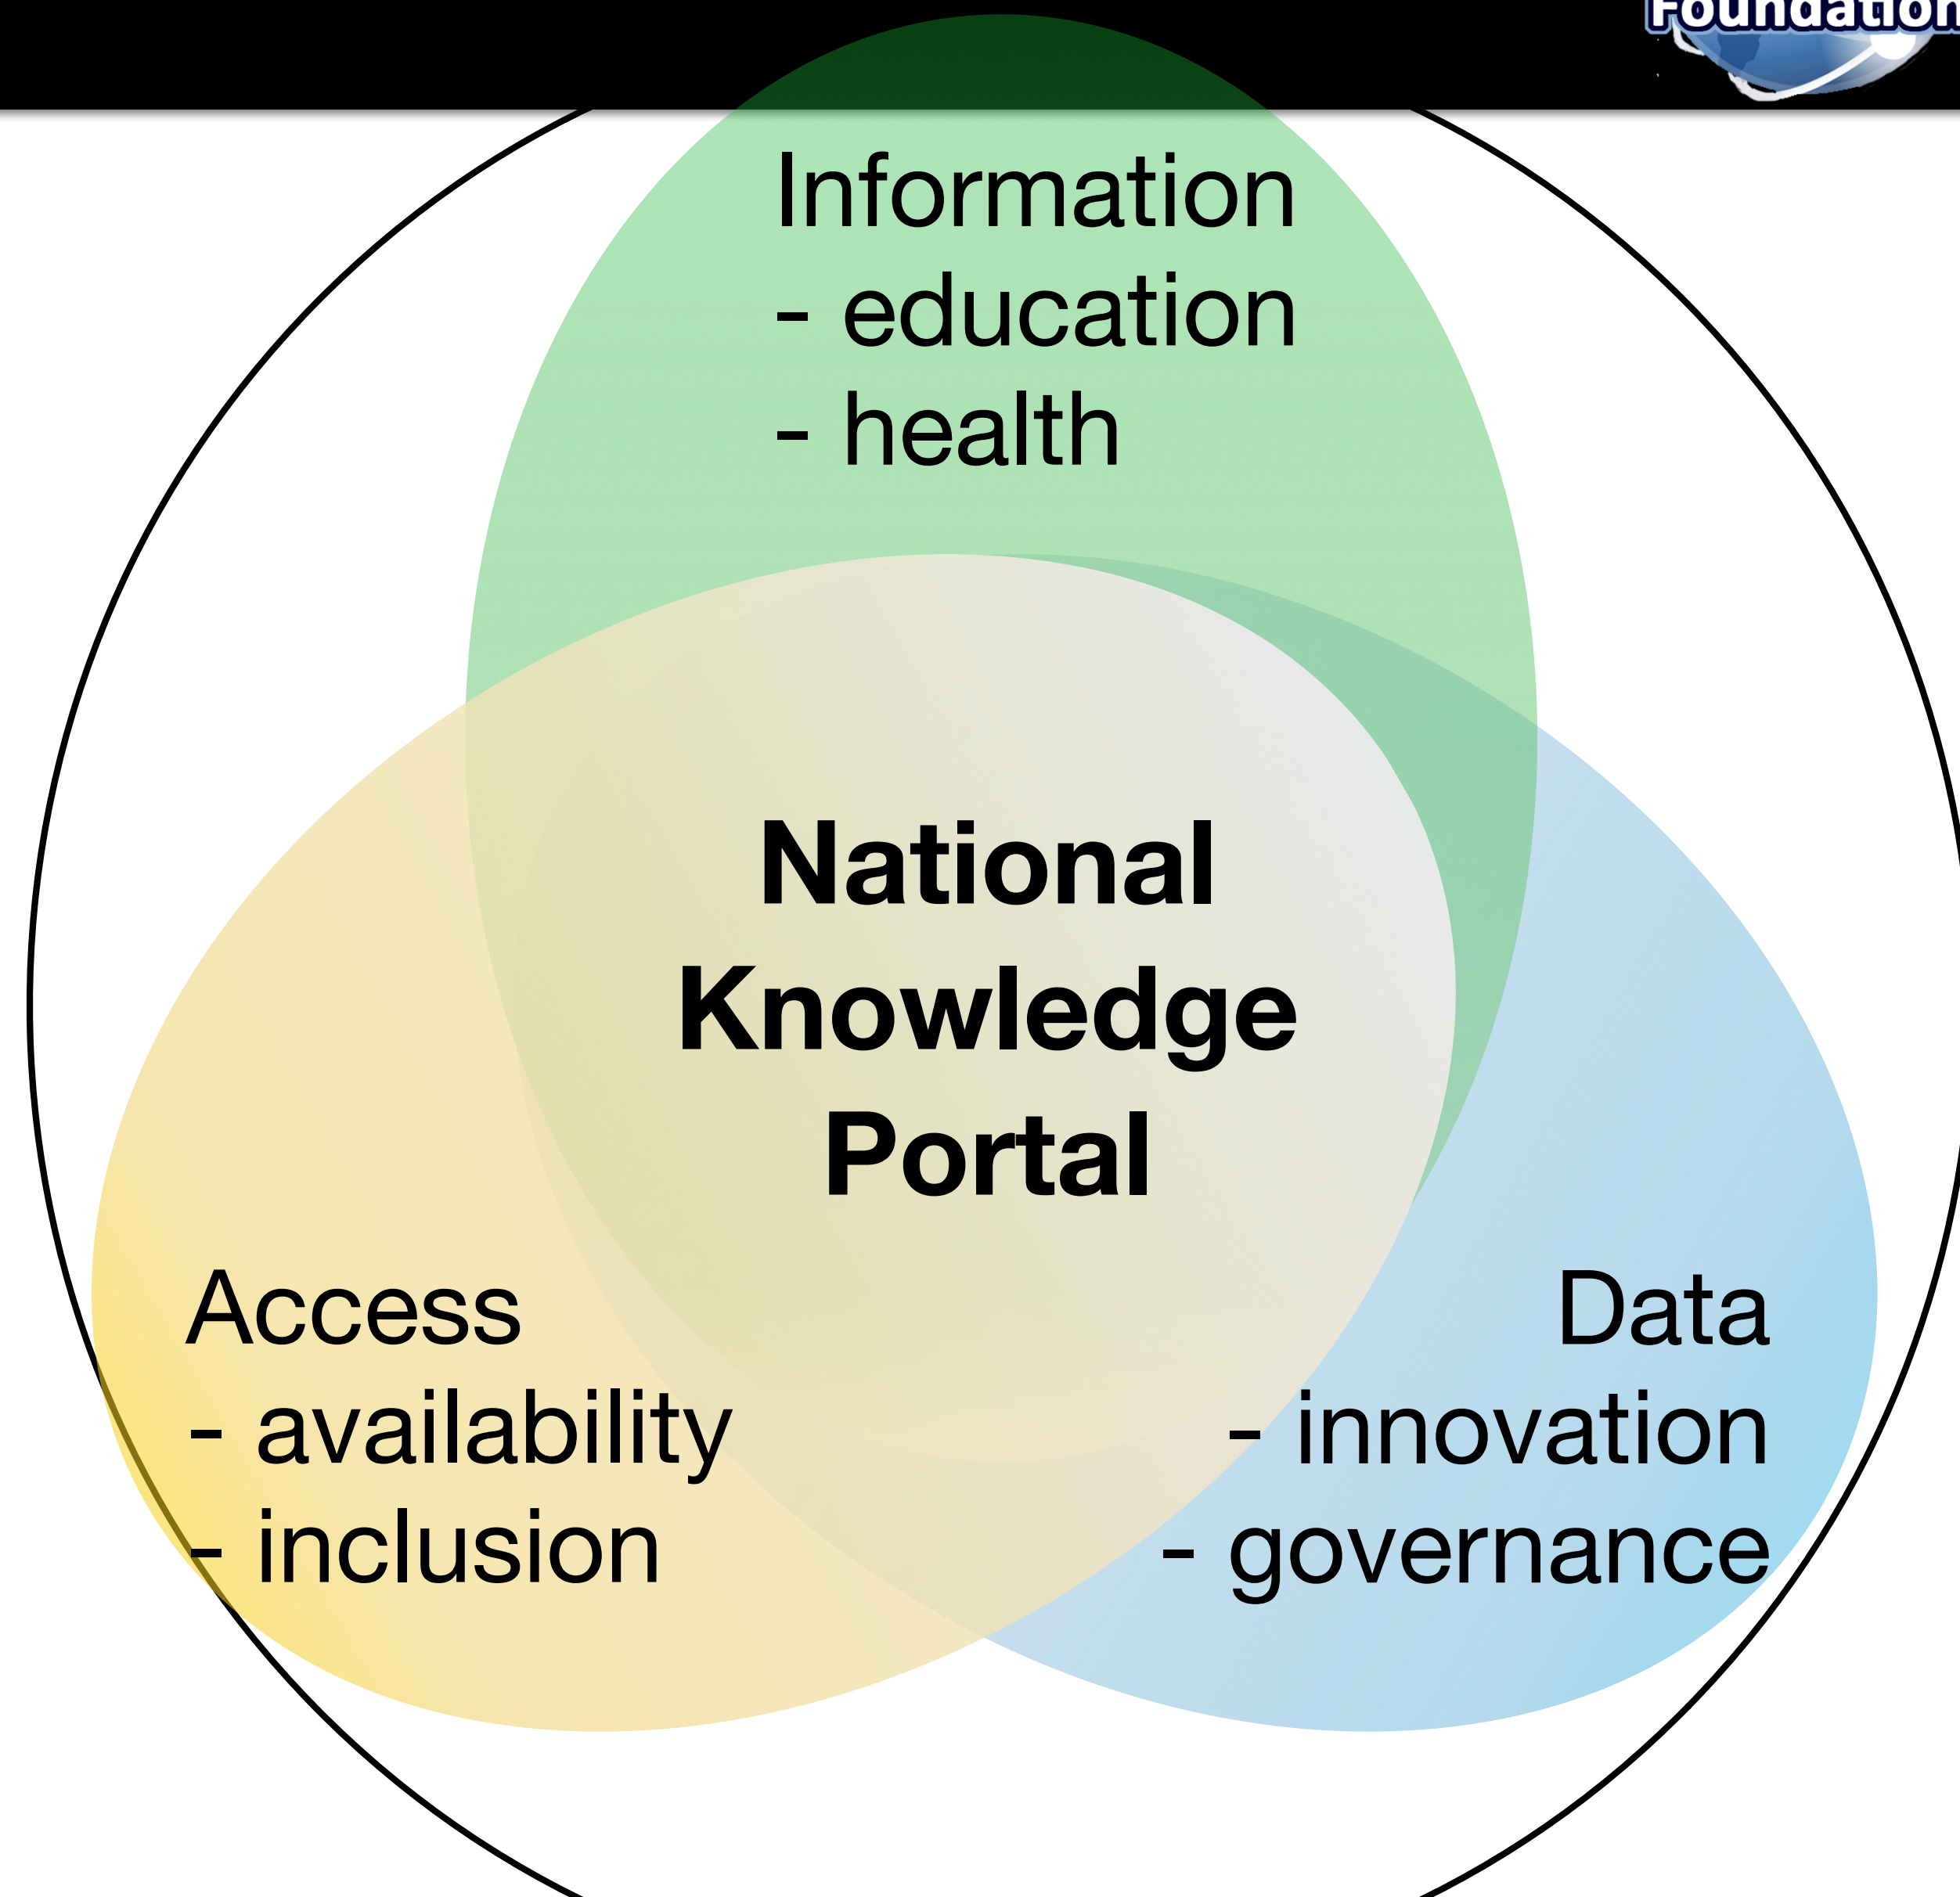 Foundation
Information
- education
- health
National
Knowledge
Portal
Access
- availability
- inclusion
Data
- innovation
- governance